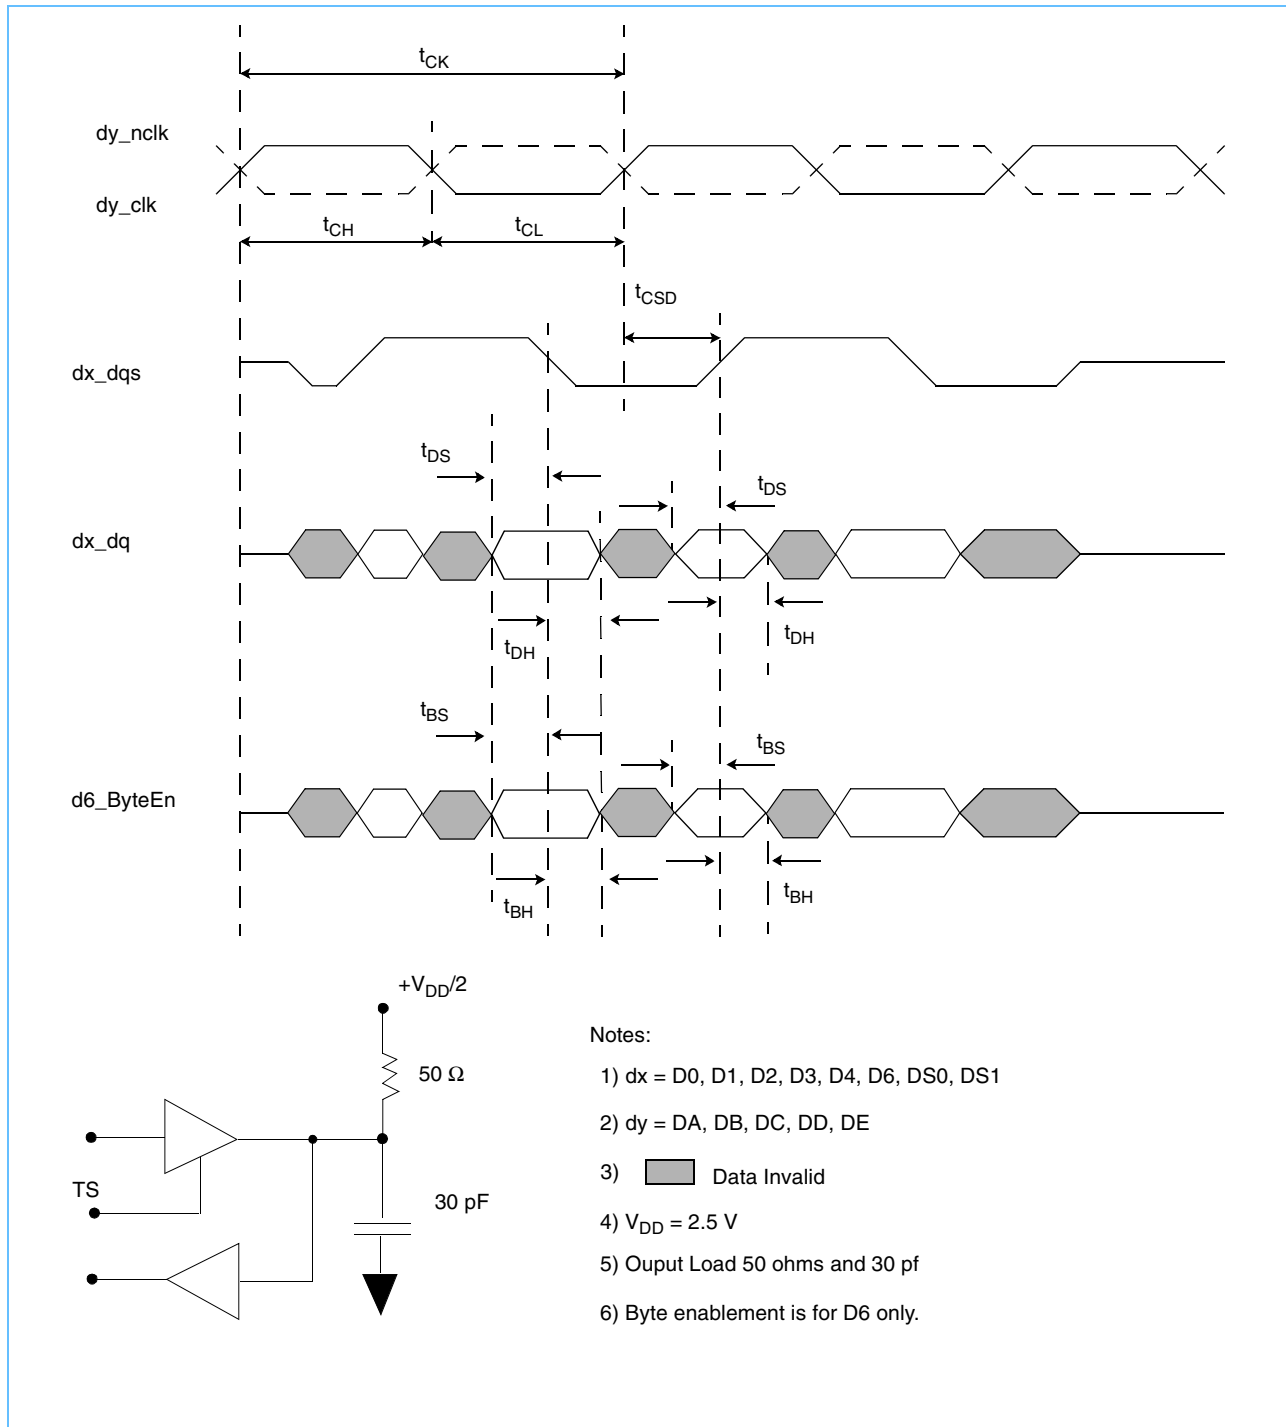 tCK
dy_nclk
dy_clk
tCH
tCL
tCSD
dx_dqs
tDS
tDS
dx_dq
tDH
tDH
tBS
tBS
d6_ByteEn
tBH
tBH
+VDD/2
50 Ω
TS
30 pF
Notes:
1) dx = D0, D1, D2, D3, D4, D6, DS0, DS1
2) dy = DA, DB, DC, DD, DE
3) Data Invalid
4) VDD = 2.5 V
5) Ouput Load 50 ohms and 30 pf
6) Byte enablement is for D6 only.